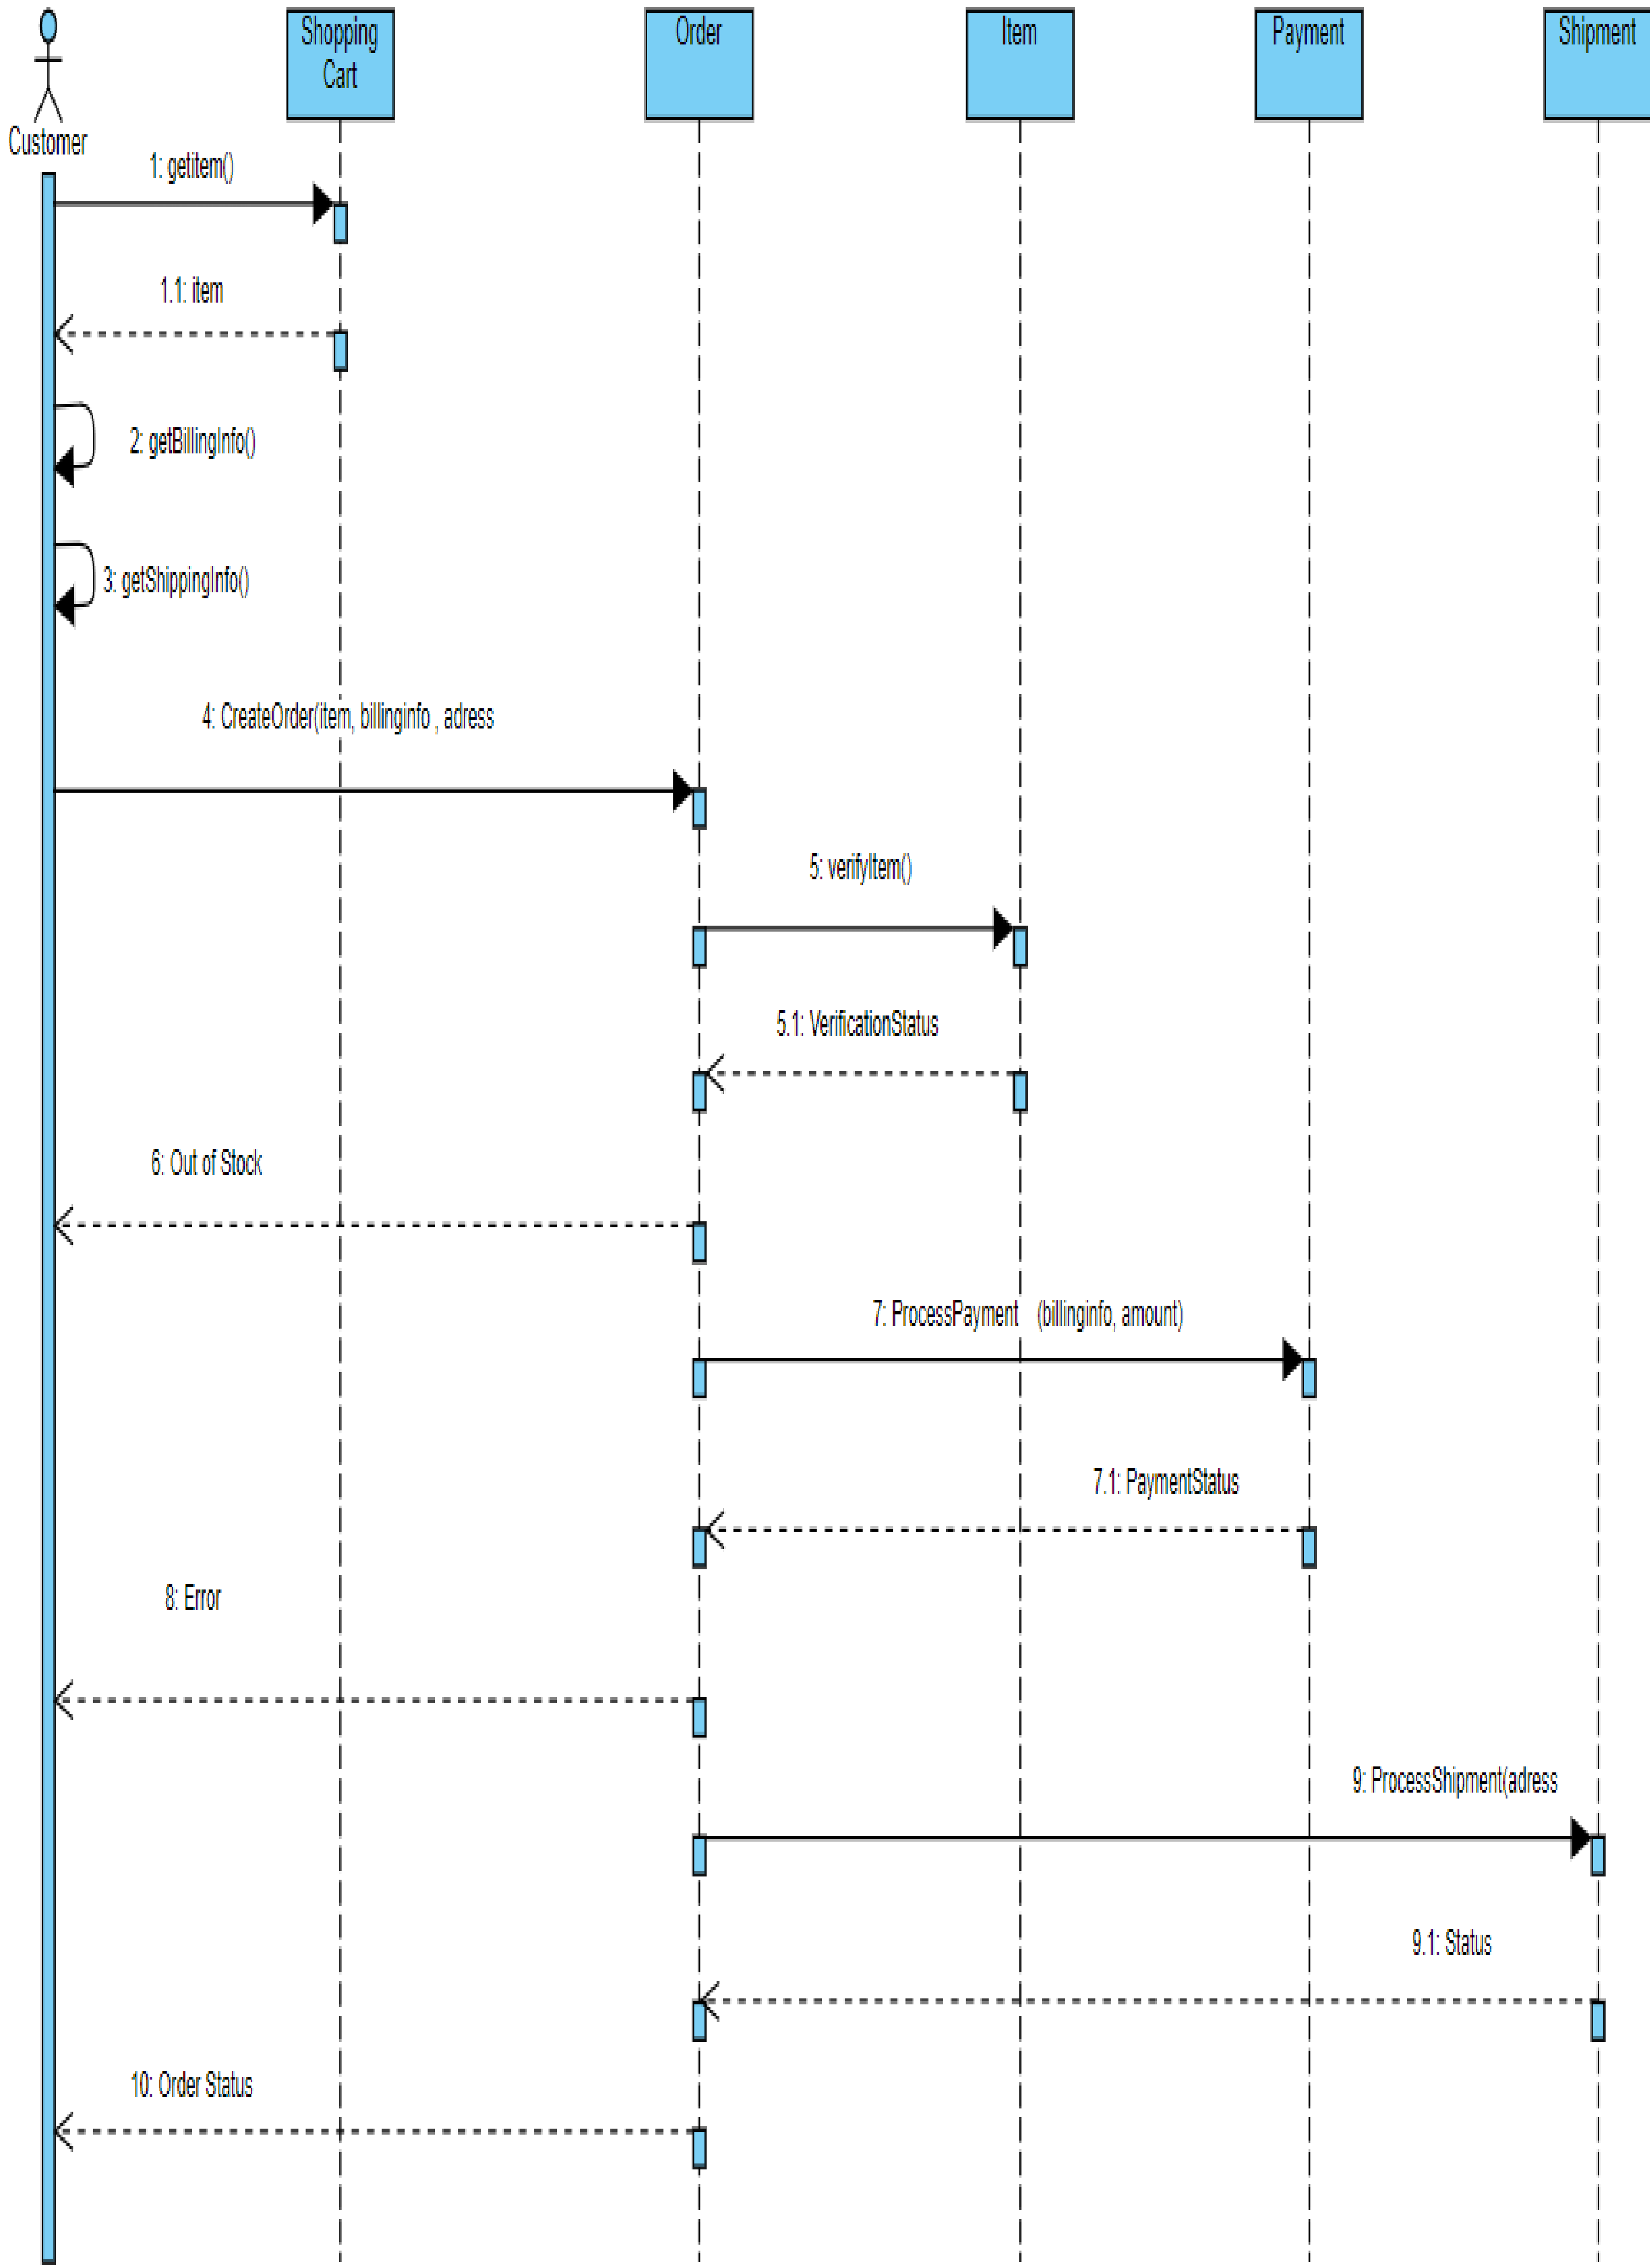 Shopping
Cart
Order
Item
Payment
Shipment
Customer
1: getitem()
1.1: item
2: getBillingInfo()
3: getShippingInfo()
4: CreateOrder(item, billinginfo , adress
5: verifyItem()
5.1: VerificationStatus
6: Out of Stock
7: ProcessPayment (billinginfo, amount)
7.1: PaymentStatus
8: Error
9: ProcessShipment(adress
9.1: Status
10: Order Status